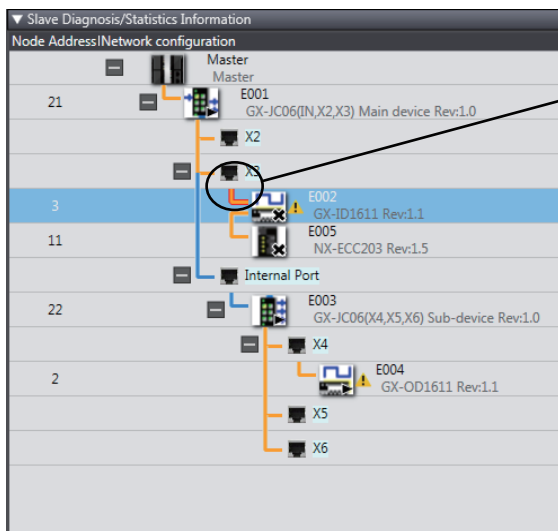 ▼ Slave Diagnosis/Statistics Information
Node Address|Network configuration
Master
Master
21 E001
GX-JC06(IN,X2,X3) Main device Rev:1.0
X2
X3
3 E002
GX-ID1611 Rev:1.1
11 E005
NX-ECC203 Rev:1.5
Internal Port
22 E003
GX-JC06(X4,X5,X6) Sub-device Rev:1.0
X4
2 E004
GX-OD1611 Rev:1.1
X5
X6